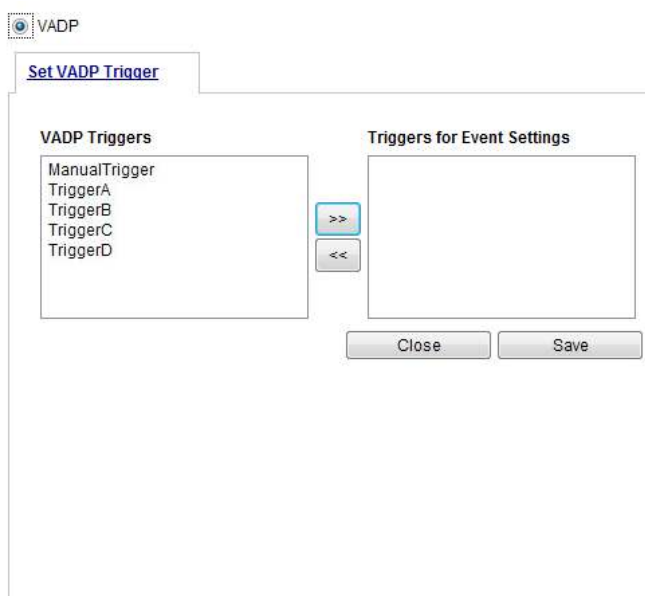 VADP
Set VADP Trigger
VADP Triggers
Triggers for Event Settings
ManualTrigger
TriggerA
TriggerB
TriggerC
TriggerD
>>
<<
Close
Save